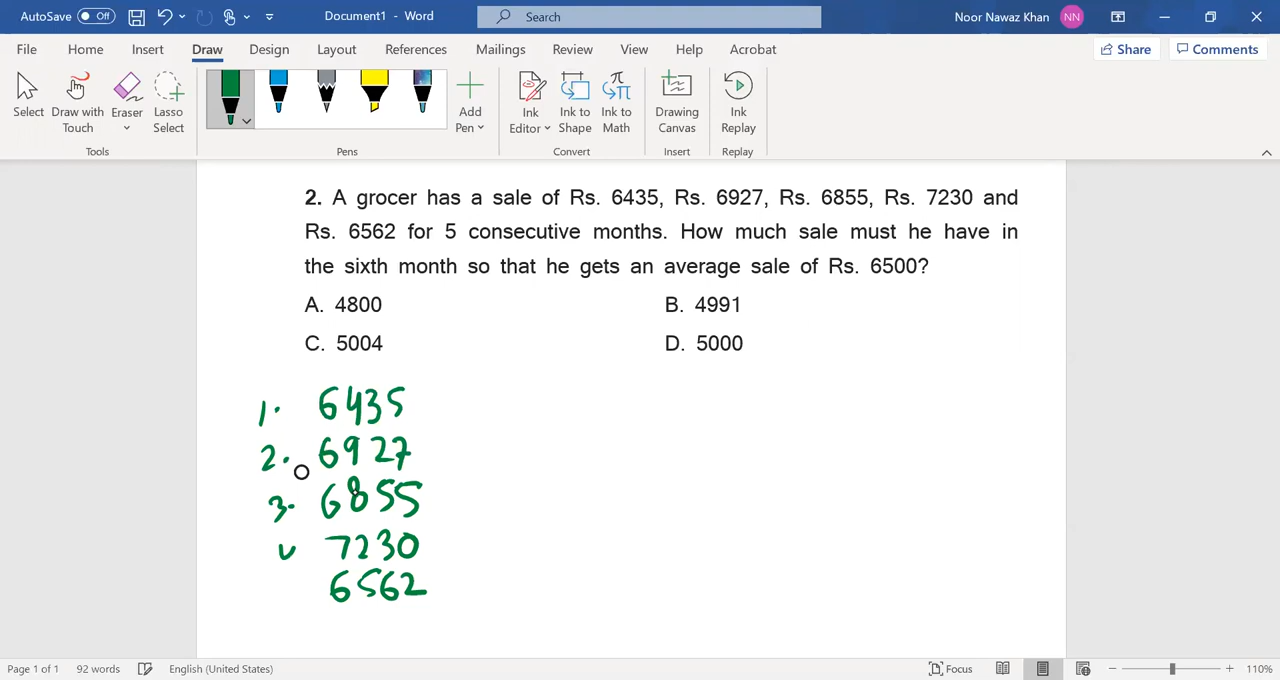 AutoSave Off Document1 - Word Search Noor Nawaz Khan NN
File Home Insert Draw Design Layout References Mailings Review View Help Acrobat Share Comments
Select Draw with Touch Eraser Lasso Select Add Pen Ink Editor Ink to Shape Ink to Math Drawing Canvas Ink Replay
Tools Pens Convert Insert Replay
2. A grocer has a sale of Rs. 6435, Rs. 6927, Rs. 6855, Rs. 7230 and
Rs. 6562 for 5 consecutive months. How much sale must he have in
the sixth month so that he gets an average sale of Rs. 6500?
A. 4800 B. 4991
C. 5004 D. 5000
1. 6435
2. 6927
3. 6855
7230
6562
Page 1 of 1 92 words English (United States) Focus 110%